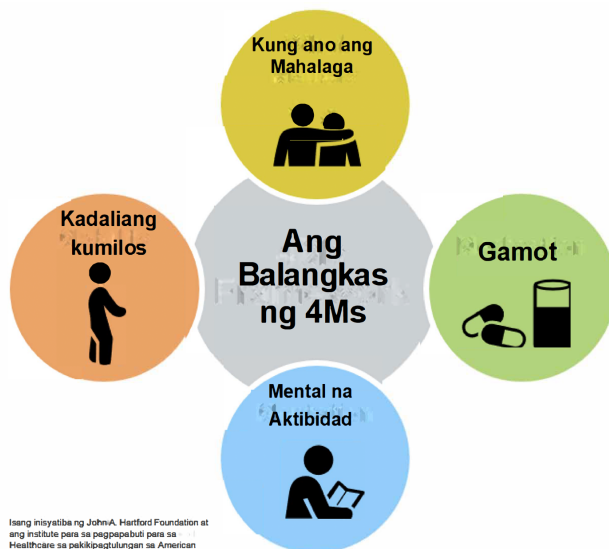 Kung ano ang
Mahalaga
Kadaliang
kumilos
Ang
Balangkas
ng 4Ms
Gamot
Mental na
Aktibidad
Isang inisyatiba ng John A. Hartford Foundation at
ang institute para sa pagpapabuti para sa
Healthcare sa pakikipagtulungan sa American